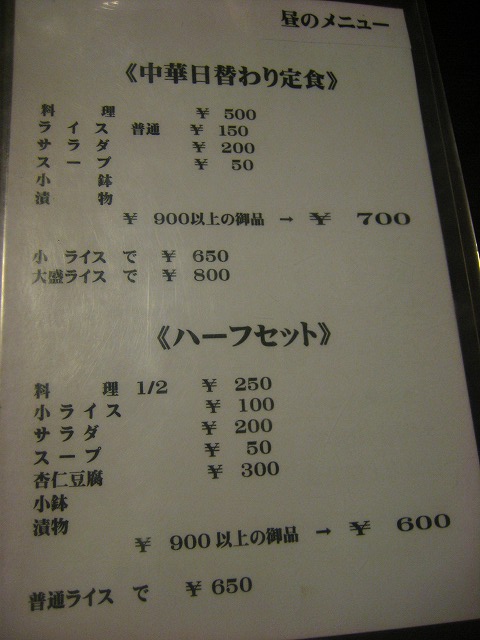 昼のメニュー
《中華日替わり定食》
料理 ¥ 500
ライス 普通 ¥ 150
サラダ ¥ 200
スープ ¥ 50
小鉢
漬物
¥ 900以上の御品 → ¥ 700
小 ライス で ¥ 650
大盛ライス で ¥ 800
《ハーフセット》
料理 1/2 ¥ 250
小ライス ¥ 100
サラダ ¥ 200
スープ ¥ 50
杏仁豆腐 ¥ 300
小鉢
漬物
¥ 900以上の御品 → ¥ 600
普通ライス で ¥ 650